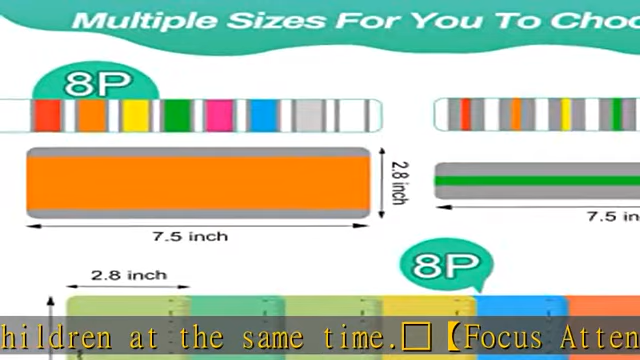 Multiple Sizes For You To Choo
8P
2.8 inch
7.5 inch
7.5 in
8P
2.8 inch
hildren at the same time.□【Focus Atten